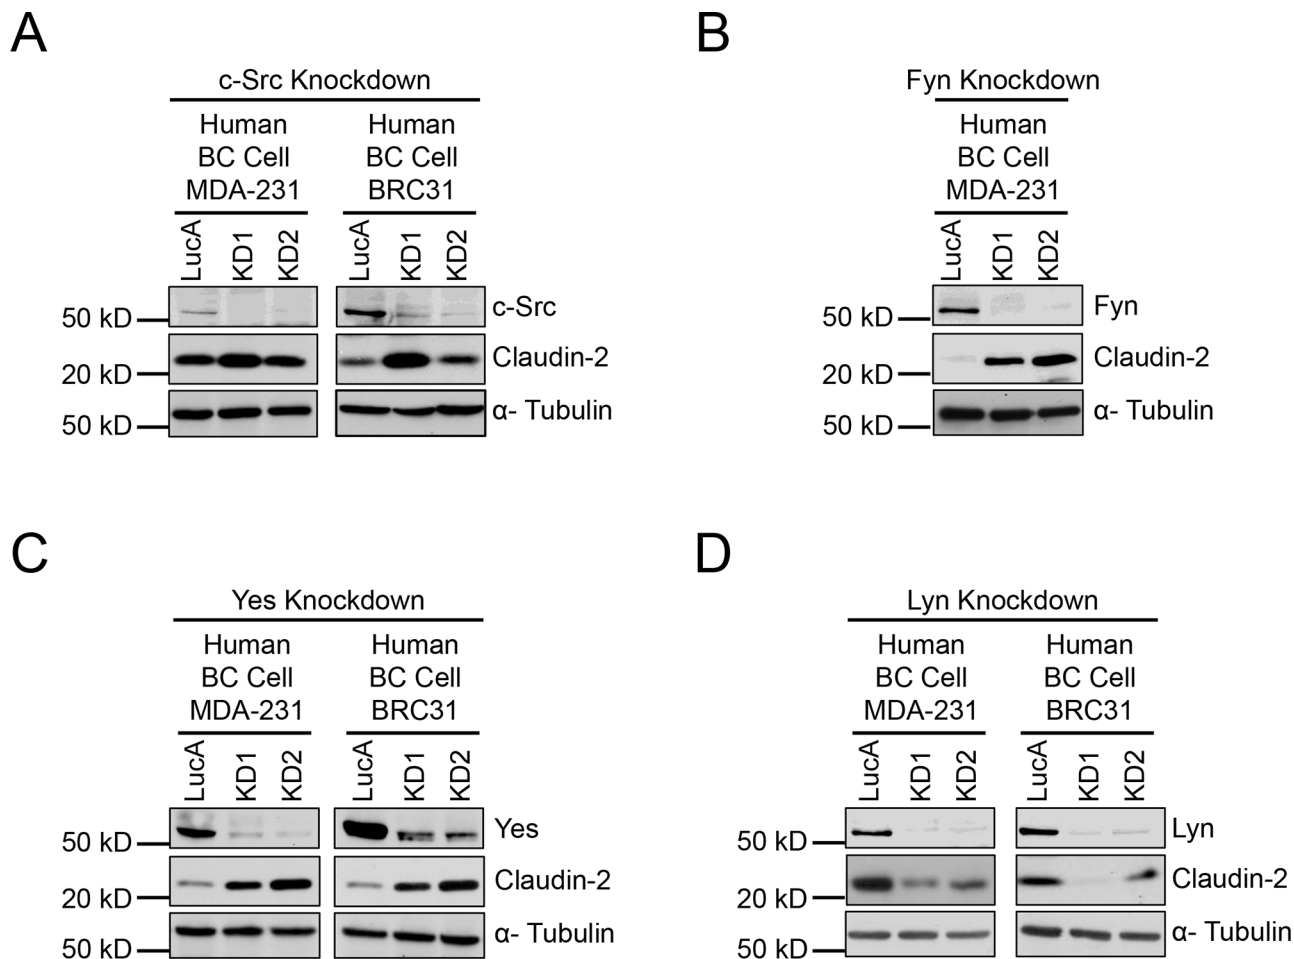 A
c-Src Knockdown
Human
BC Cell
MDA-231
Human
BC Cell
BRC31
LucA
KD1
KD2
LucA
KD1
KD2
50 kD
c-Src
20 kD
Claudin-2
50 kD
α- Tubulin
B
Fyn Knockdown
Human
BC Cell
MDA-231
LucA
KD1
KD2
50 kD
Fyn
20 kD
Claudin-2
50 kD
α- Tubulin
C
Yes Knockdown
Human
BC Cell
MDA-231
Human
BC Cell
BRC31
LucA
KD1
KD2
LucA
KD1
KD2
50 kD
Yes
20 kD
Claudin-2
50 kD
α- Tubulin
D
Lyn Knockdown
Human
BC Cell
MDA-231
Human
BC Cell
BRC31
LucA
KD1
KD2
LucA
KD1
KD2
50 kD
Lyn
20 kD
Claudin-2
50 kD
α- Tubulin